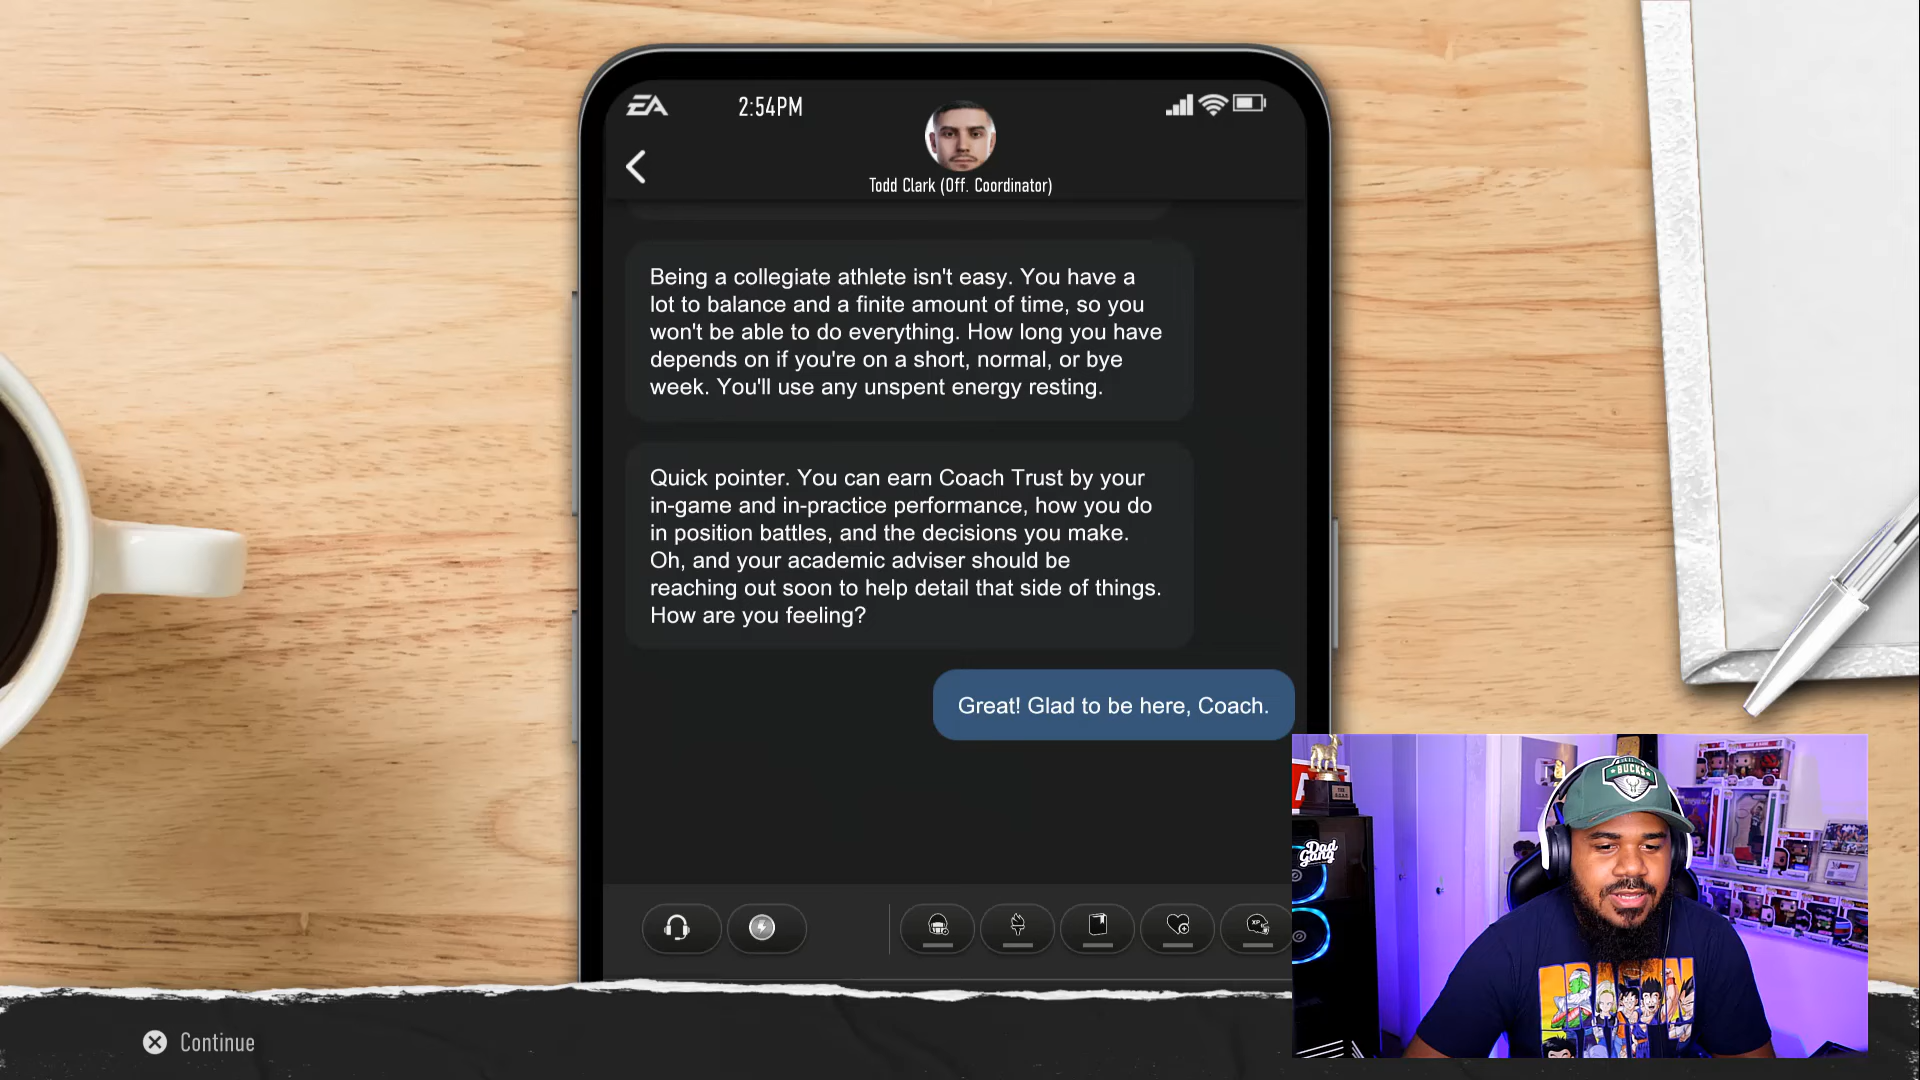 EA
2:54PM
Todd Clark (Off. Coordinator)
Being a collegiate athlete isn't easy. You have a
lot to balance and a finite amount of time, so you
won't be able to do everything. How long you have
depends on if you're on a short, normal, or bye
week. You'll use any unspent energy resting.
Quick pointer. You can earn Coach Trust by your
in-game and in-practice performance, how you do
in position battles, and the decisions you make.
Oh, and your academic adviser should be
reaching out soon to help detail that side of things.
How are you feeling?
Great! Glad to be here, Coach.
XP
BUCKS
Dad
Gang
Continue